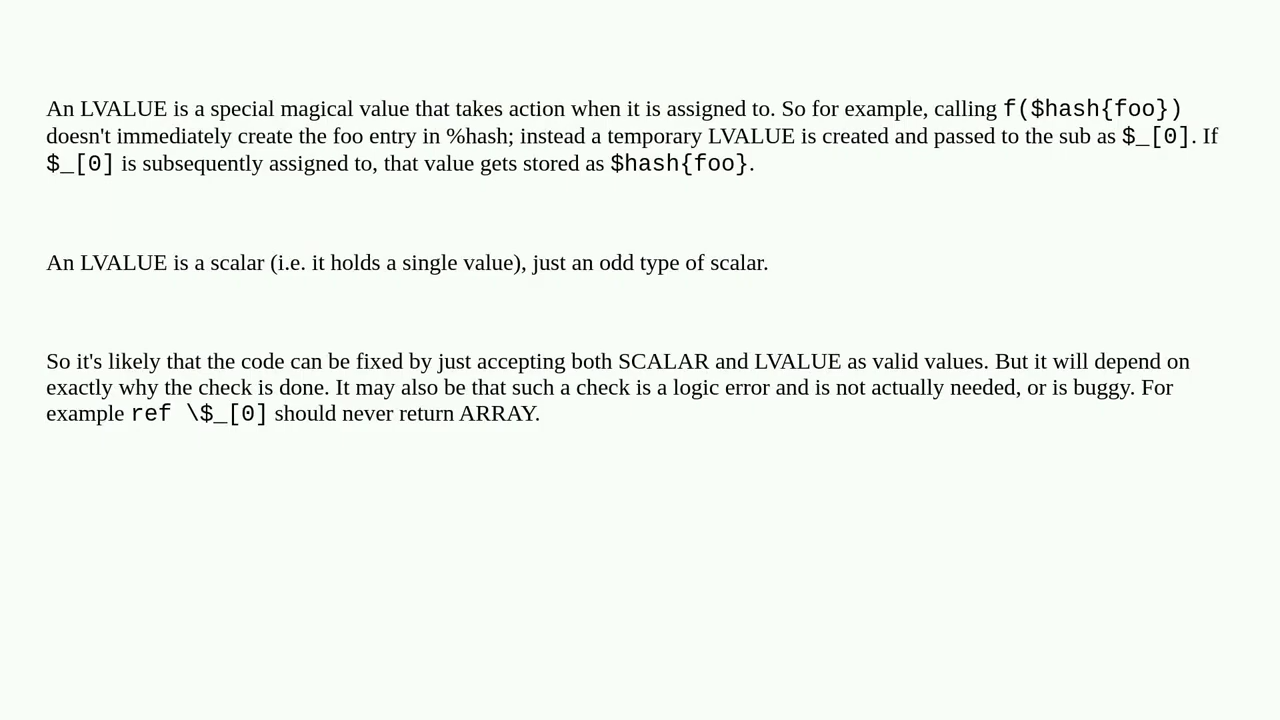 An LVALUE is a special magical value that takes action when it is assigned to. So for example, calling f($hash{foo})
doesn't immediately create the foo entry in %hash; instead a temporary LVALUE is created and passed to the sub as $_[0]. If
$_[0] is subsequently assigned to, that value gets stored as $hash{foo}.
An LVALUE is a scalar (i.e. it holds a single value), just an odd type of scalar.
So it's likely that the code can be fixed by just accepting both SCALAR and LVALUE as valid values. But it will depend on
exactly why the check is done. It may also be that such a check is a logic error and is not actually needed, or is buggy. For
example ref \$_[0] should never return ARRAY.